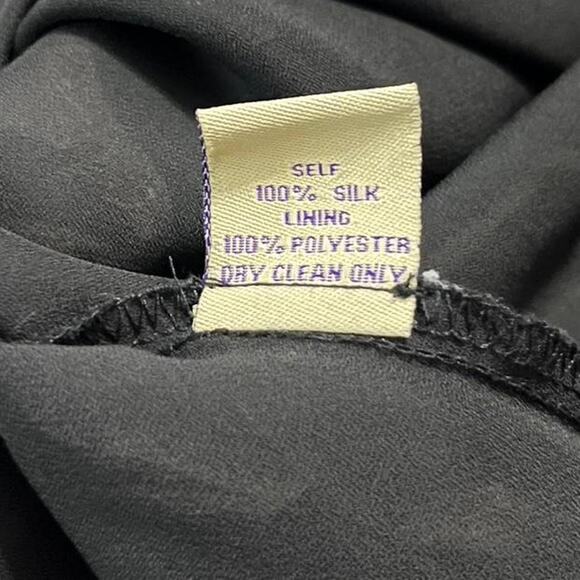 SELF
100% SILK
LINING
100% POLYESTER
DRY CLEAN ONLY